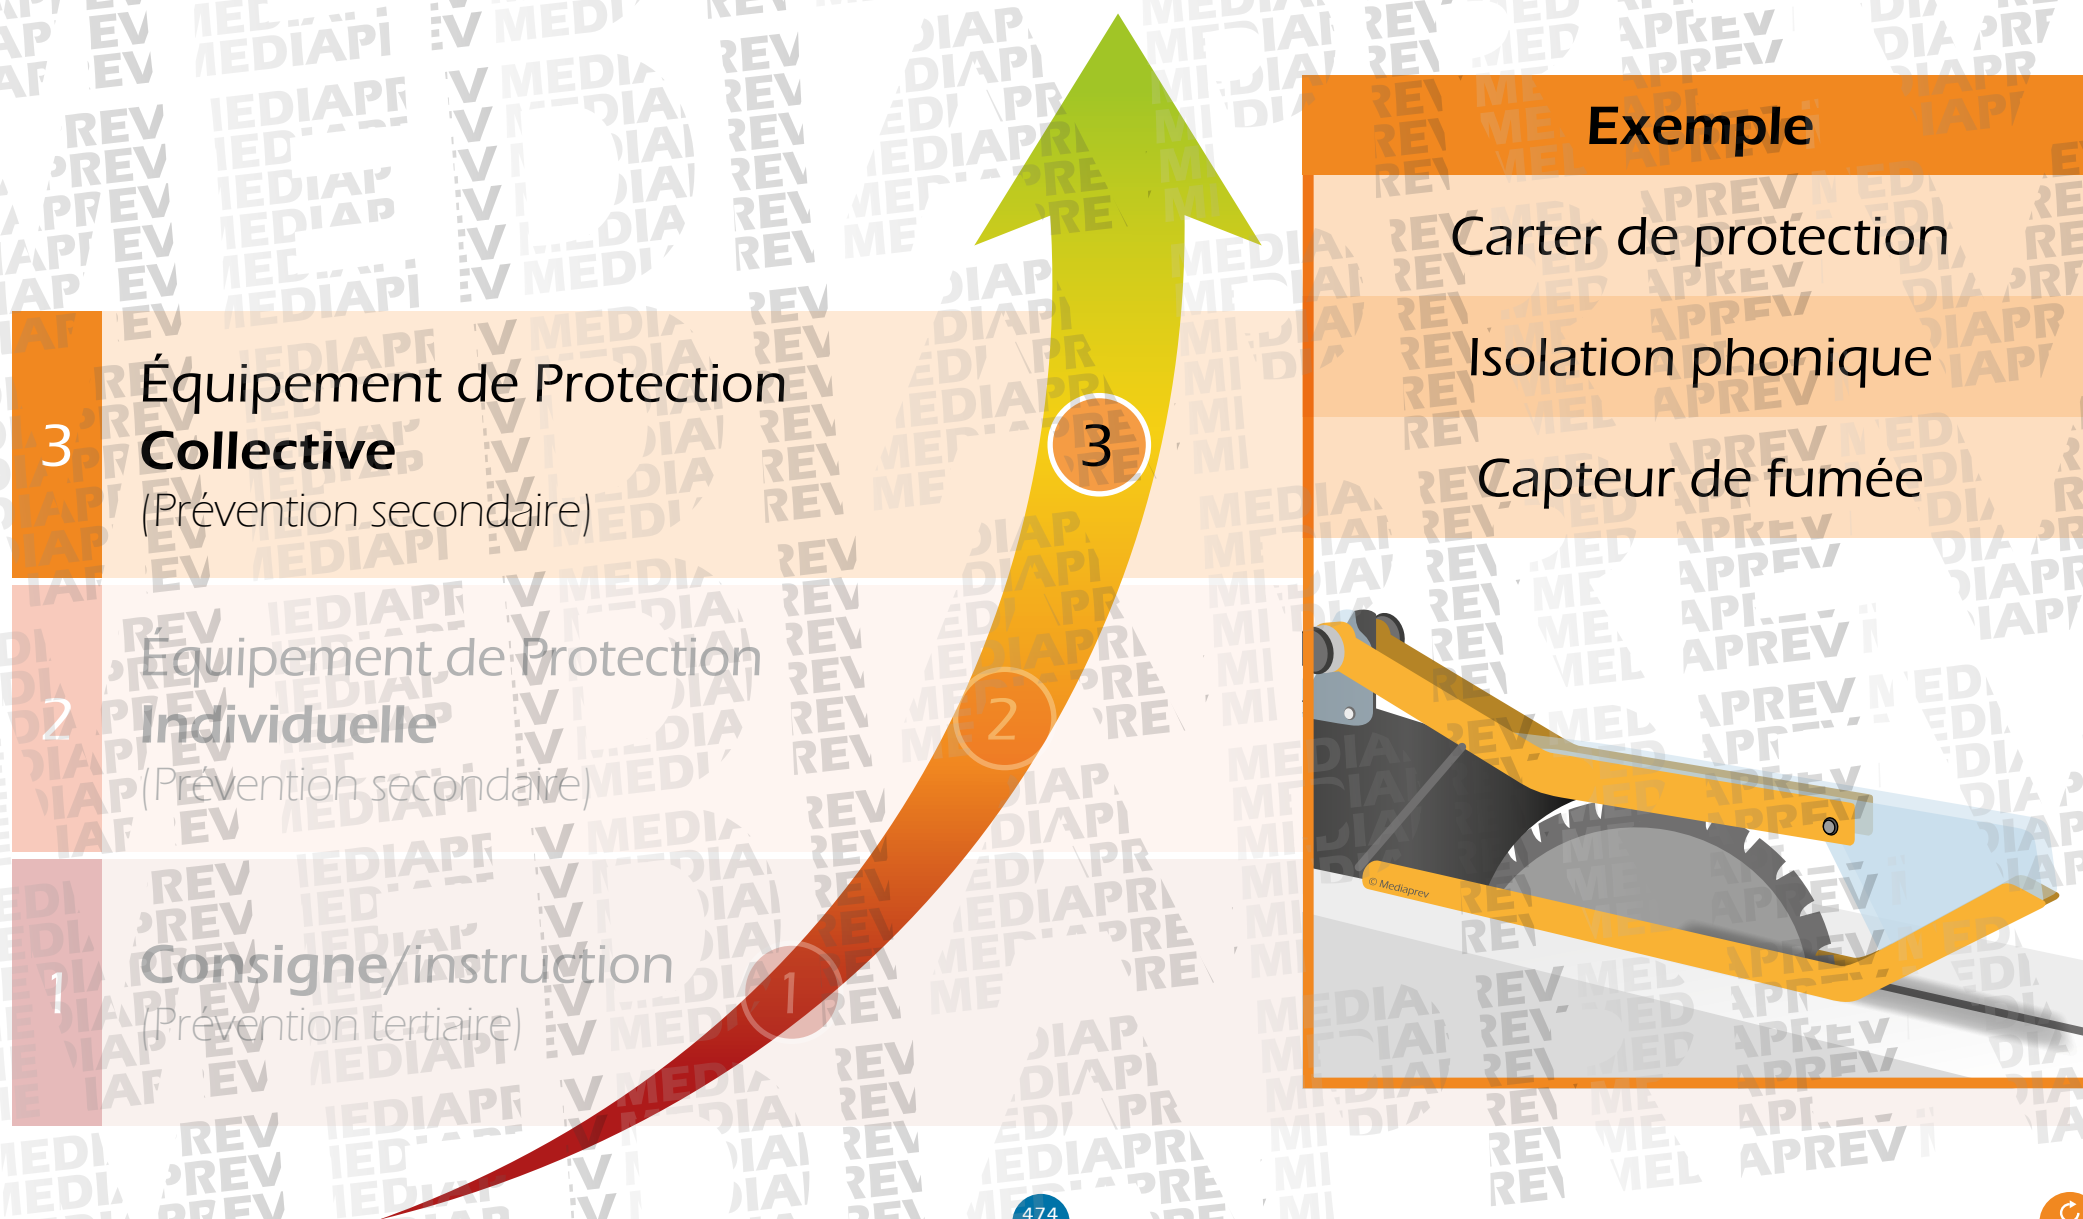 Exemple
Carter de protection
Isolation phonique
Capteur de fumée
3
Équipement de Protection
Collective
(Prévention secondaire)
3
2
Équipement de Protection
Individuelle
(Prévention secondaire)
2
1
Consigne/instruction
(Prévention tertiaire)
1
© Mediaprev
474